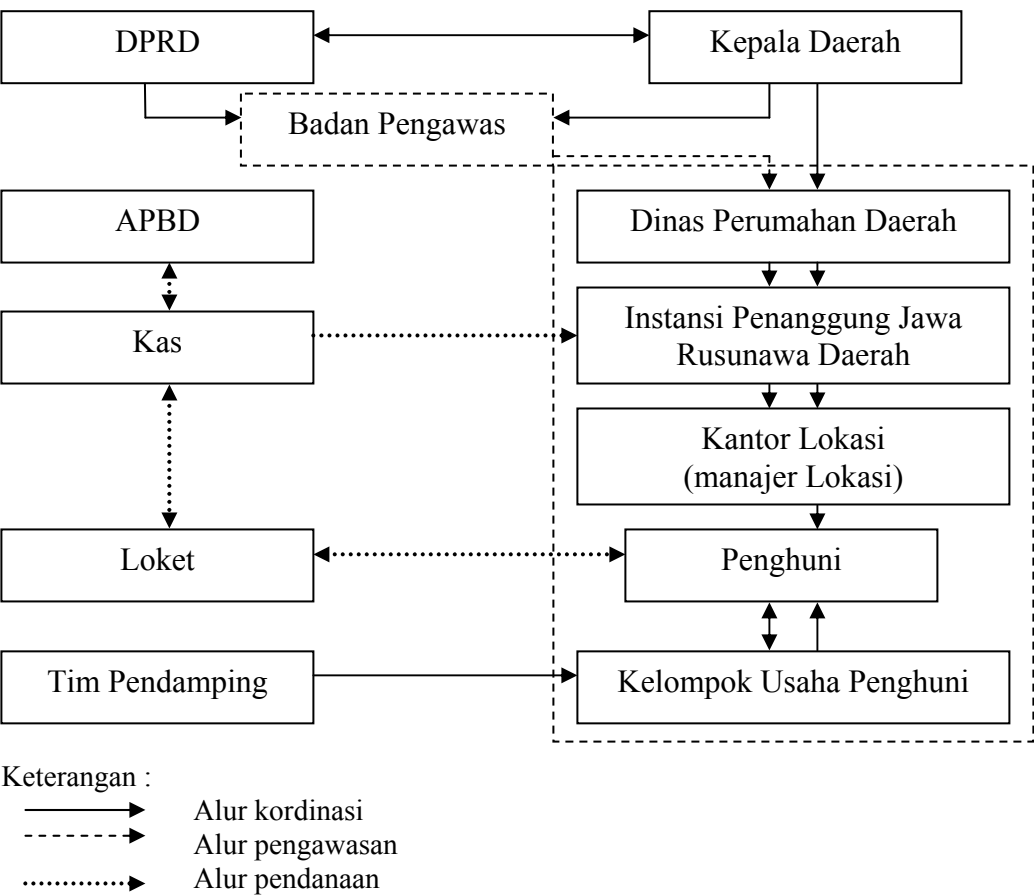 DPRD
Kepala Daerah
Badan Pengawas
APBD
Dinas Perumahan Daerah
Kas
Instansi Penanggung Jawa
Rusunawa Daerah
Kantor Lokasi
(manajer Lokasi)
Loket
Penghuni
Tim Pendamping
Kelompok Usaha Penghuni
Keterangan :
Alur kordinasi
Alur pengawasan
Alur pendanaan